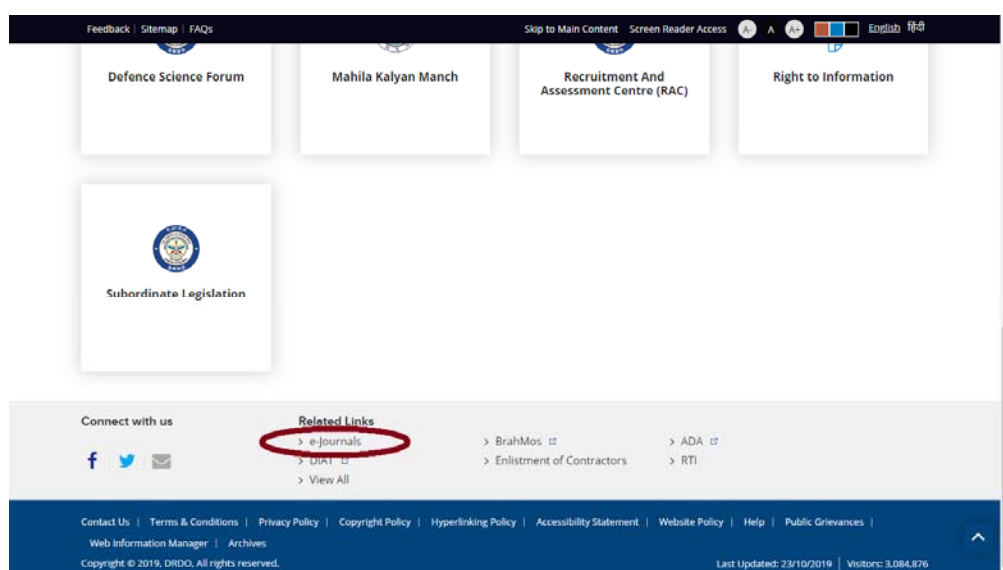 Feedback | Sitemap | FAQs
Skip to Main Content Screen Reader Access A- A A+ English हिंदी
Defence Science Forum
Mahila Kalyan Manch
Recruitment And
Assessment Centre (RAC)
Right to Information
Subordinate Legislation
Connect with us
Related Links
> e-Journals
> BrahMos
> ADA
> DIAT
> Enlistment of Contractors
> RTI
> View All
Contact Us | Terms & Conditions | Privacy Policy | Copyright Policy | Hyperlinking Policy | Accessibility Statement | Website Policy | Help | Public Grievances |
Web Information Manager | Archives
Copyright © 2019, DRDO, All rights reserved.
Last Updated: 23/10/2019 | Visitors: 3,084,876